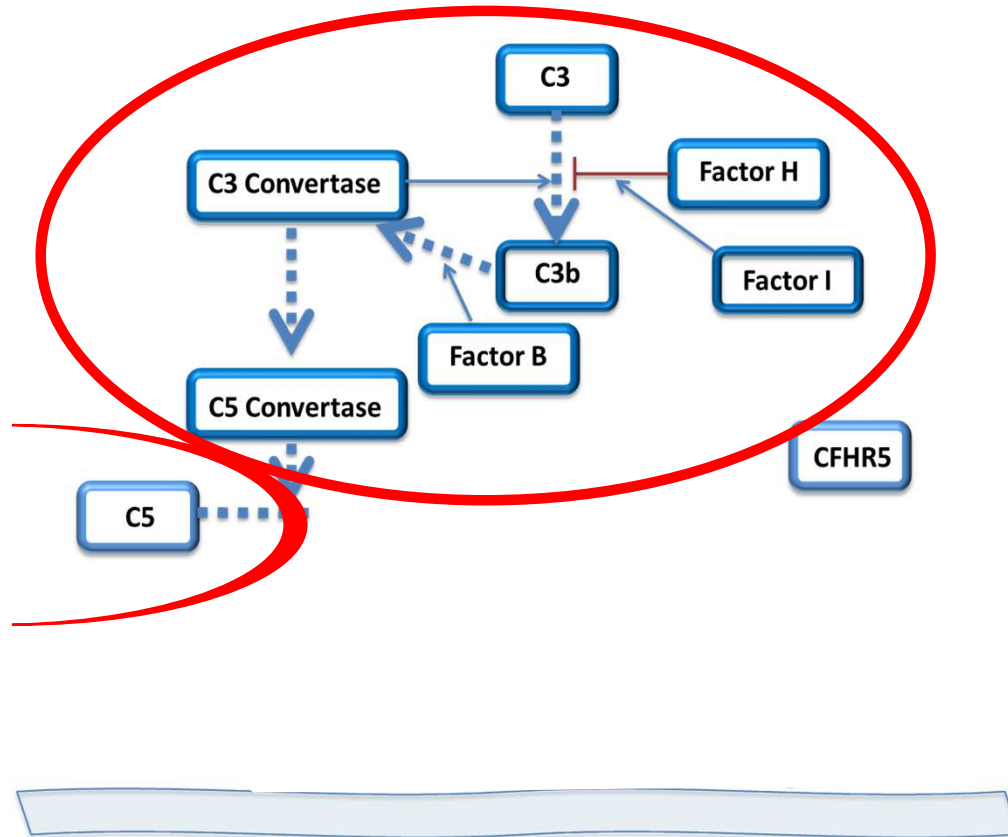 C3
C3 Convertase
Factor H
C3b
Factor I
Factor B
C5 Convertase
CFHR5
C5